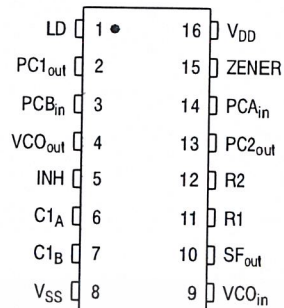 LD 1 16 VDD
PC1out 2 15 ZENER
PCBin 3 14 PCAin
VCOout 4 13 PC2out
INH 5 12 R2
C1A 6 11 R1
C1B 7 10 SFout
VSS 8 9 VCOin